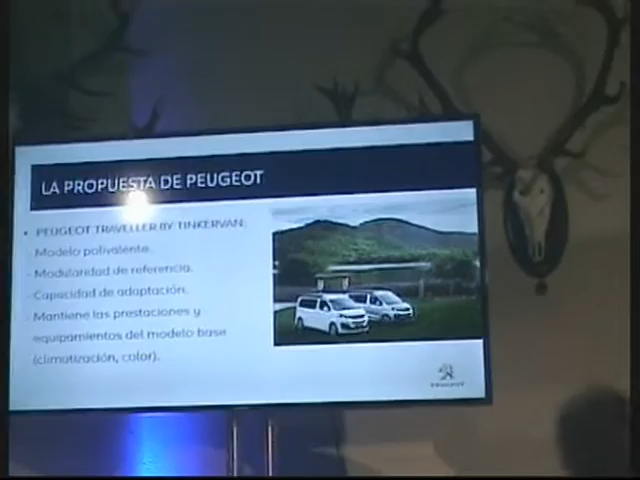 LA PROPUESTA DE PEUGEOT
• PEUGEOT TRAVELLER BY TINKERVAN:
- Modelo polivalente.
- Modularidad de referencia.
- Capacidad de adaptación.
- Mantiene las prestaciones y
equipamientos del modelo base
(climatización, color).
PEUGEOT